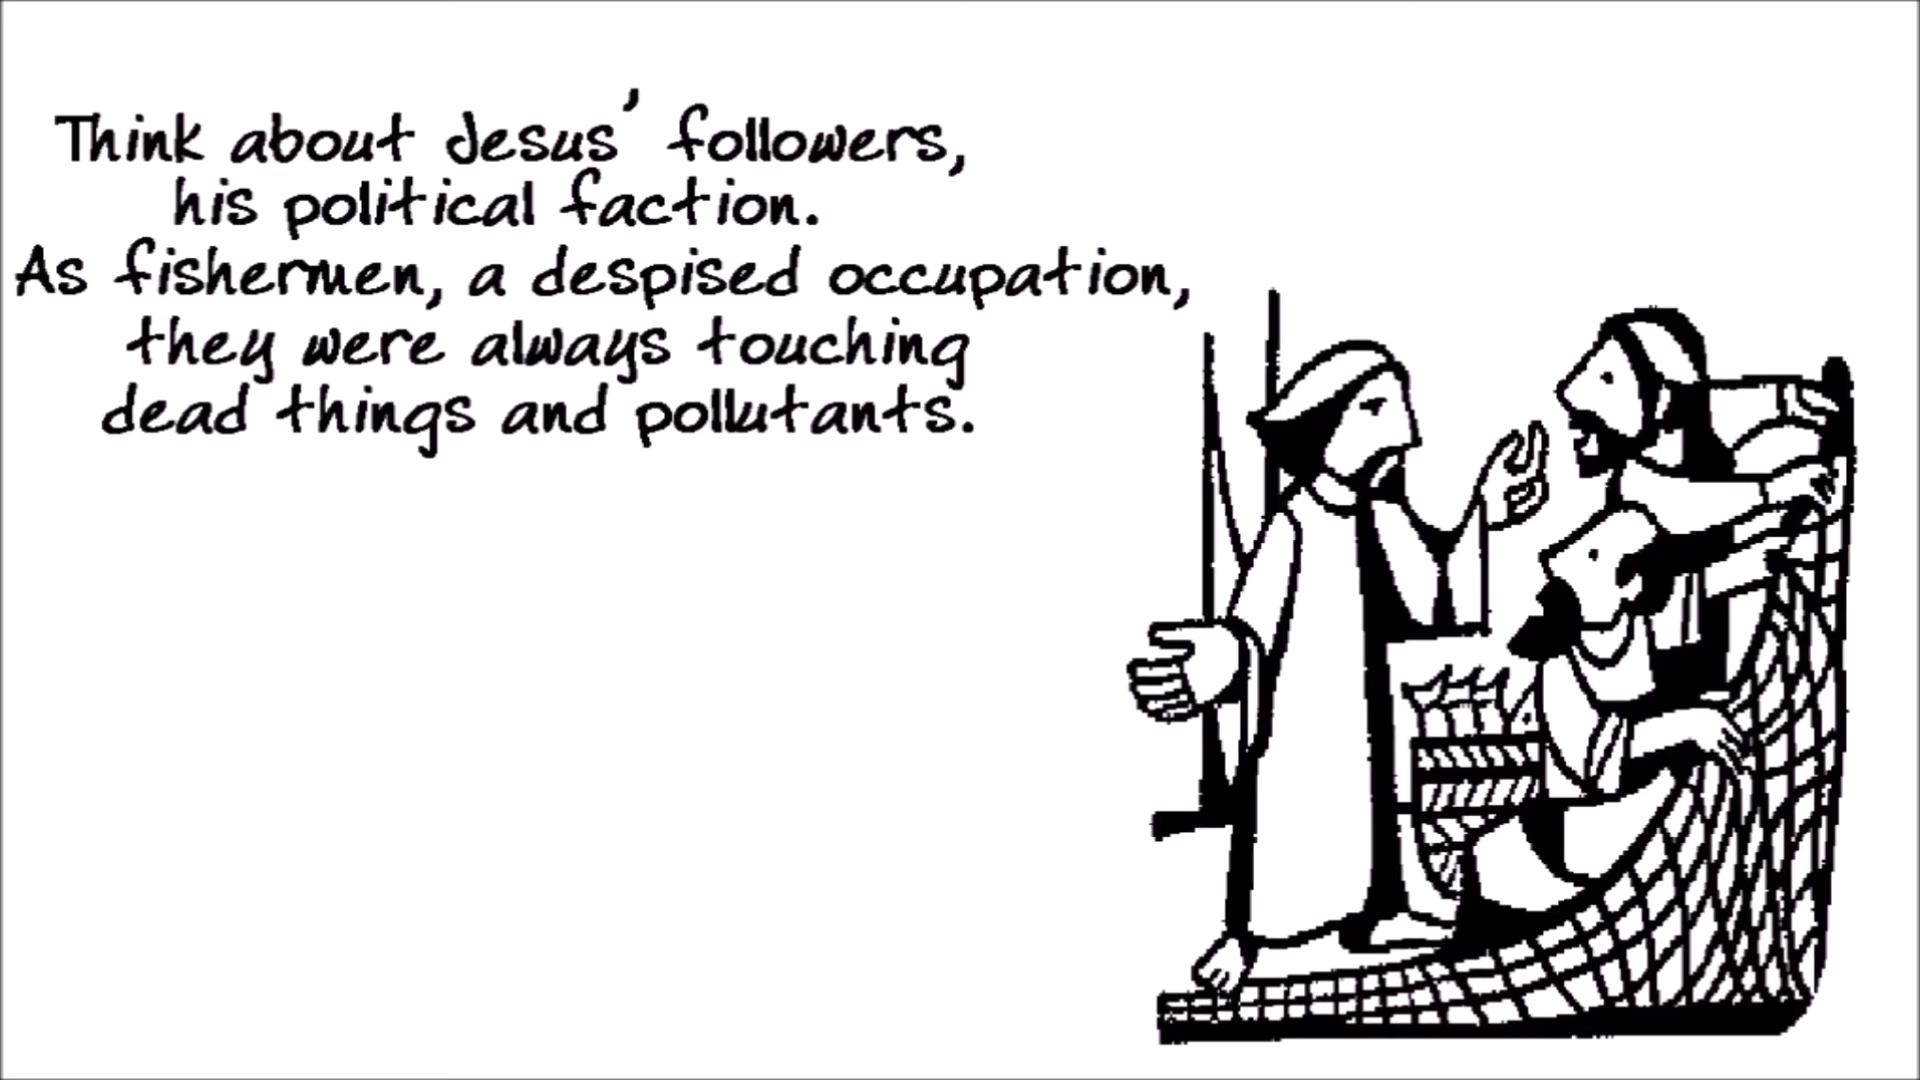 Think about Jesus' followers,
his political faction.
As fishermen, a despised occupation,
they were always touching
dead things and pollutants.